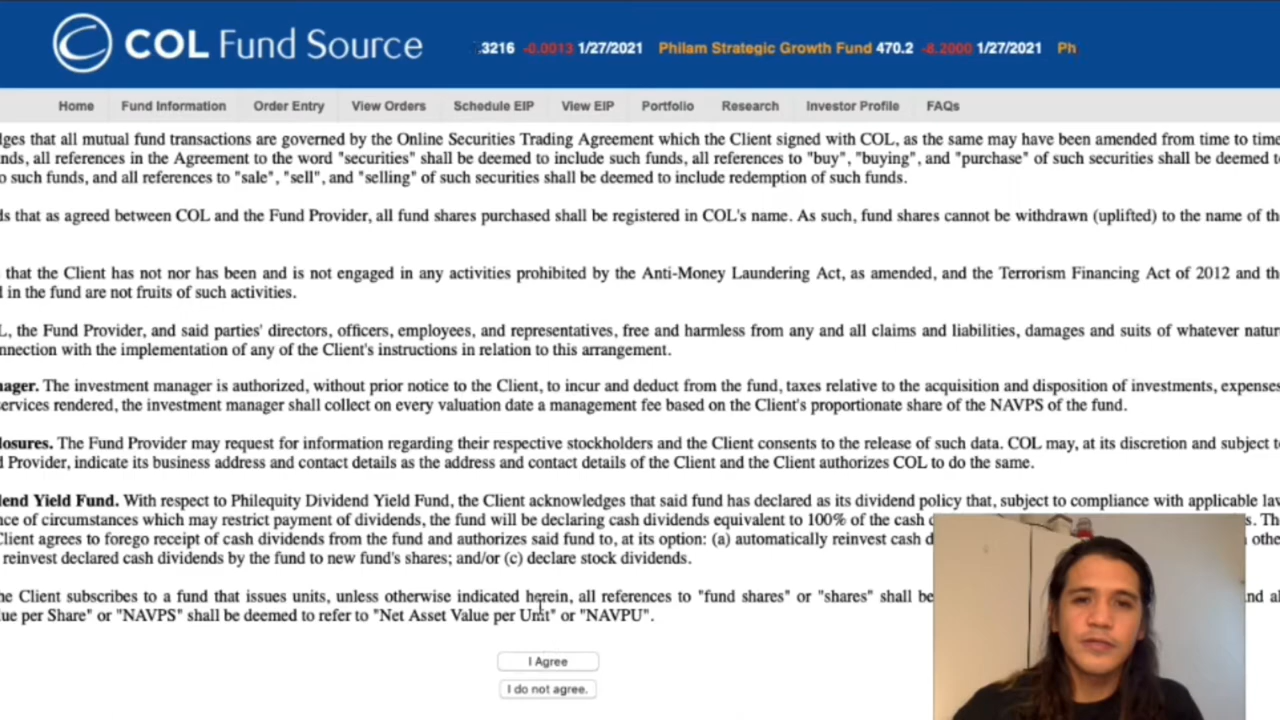 COL Fund Source
3216 -0.0013 1/27/2021 Philam Strategic Growth Fund 470.2 -8.2000 1/27/2021 Ph
Home Fund Information Order Entry View Orders Schedule EIP View EIP Portfolio Research Investor Profile FAQs
dges that all mutual fund transactions are governed by the Online Securities Trading Agreement which the Client signed with COL, as the same may have been amended from time to time
nds, all references in the Agreement to the word "securities" shall be deemed to include such funds, all references to "buy", "buying", and "purchase" of such securities shall be deemed to
o such funds, and all references to "sale", "sell", and "selling" of such securities shall be deemed to include redemption of such funds.
ds that as agreed between COL and the Fund Provider, all fund shares purchased shall be registered in COL's name. As such, fund shares cannot be withdrawn (uplifted) to the name of the
that the Client has not nor has been and is not engaged in any activities prohibited by the Anti-Money Laundering Act, as amended, and the Terrorism Financing Act of 2012 and the
d in the fund are not fruits of such activities.
L, the Fund Provider, and said parties' directors, officers, employees, and representatives, free and harmless from any and all claims and liabilities, damages and suits of whatever nature
nnection with the implementation of any of the Client's instructions in relation to this arrangement.
nager. The investment manager is authorized, without prior notice to the Client, to incur and deduct from the fund, taxes relative to the acquisition and disposition of investments, expenses
ervices rendered, the investment manager shall collect on every valuation date a management fee based on the Client's proportionate share of the NAVPS of the fund.
losures. The Fund Provider may request for information regarding their respective stockholders and the Client consents to the release of such data. COL may, at its discretion and subject to
d Provider, indicate its business address and contact details as the address and contact details of the Client and the Client authorizes COL to do the same.
lend Yield Fund. With respect to Philequity Dividend Yield Fund, the Client acknowledges that said fund has declared as its dividend policy that, subject to compliance with applicable law
nce of circumstances which may restrict payment of dividends, the fund will be declaring cash dividends equivalent to 100% of the cash d s. Th
Client agrees to forego receipt of cash dividends from the fund and authorizes said fund to, at its option: (a) automatically reinvest cash d othe
reinvest declared cash dividends by the fund to new fund's shares; and/or (c) declare stock dividends.
he Client subscribes to a fund that issues units, unless otherwise indicated herein, all references to "fund shares" or "shares" shall be nd al
ue per Share" or "NAVPS" shall be deemed to refer to "Net Asset Value per Unit" or "NAVPU".
I Agree
I do not agree.